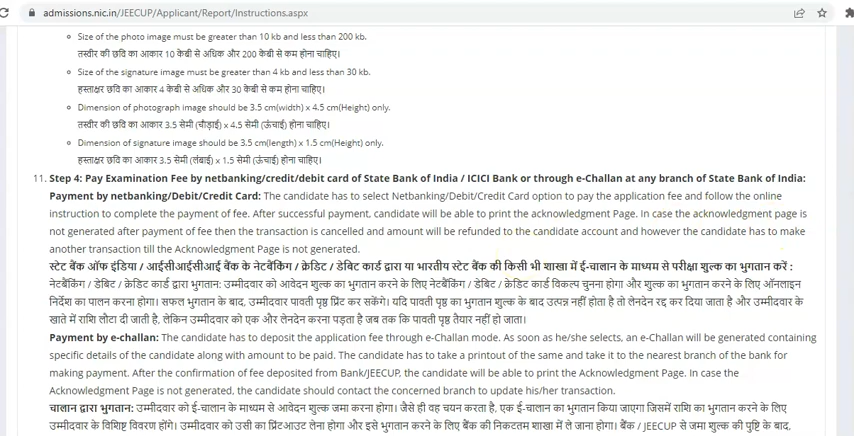 admissions.nic.in/JEECUP/Applicant/Report/Instructions.aspx
Size of the photo image must be greater than 10 kb and less than 200 kb.
तस्वीर की छवि का आकार 10 केबी से अधिक और 200 केबी से कम होना चाहिए।
Size of the signature image must be greater than 4 kb and less than 30 kb.
हस्ताक्षर छवि का आकार 4 केबी से अधिक और 30 केबी से कम होना चाहिए।
Dimension of photograph image should be 3.5 cm(width) x 4.5 cm(Height) only.
तस्वीर की छवि का आकार 3.5 सेमी (चौड़ाई) x 4.5 सेमी (ऊंचाई) होना चाहिए।
Dimension of signature image should be 3.5 cm(length) x 1.5 cm(Height) only.
हस्ताक्षर छवि का आकार 3.5 सेमी (लंबाई) x 1.5 सेमी (ऊंचाई) होना चाहिए।
11. Step 4: Pay Examination Fee by netbanking/credit/debit card of State Bank of India / ICICI Bank or through e-Challan at any branch of State Bank of India:
Payment by netbanking/Debit/Credit Card: The candidate has to select Netbanking/Debit/Credit Card option to pay the application fee and follow the online
instruction to complete the payment of fee. After successful payment, candidate will be able to print the acknowledgment Page. In case the acknowledgment page is
not generated after payment of fee then the transaction is cancelled and amount will be refunded to the candidate account and however the candidate has to make
another transaction till the Acknowledgment Page is not generated.
स्टेट बैंक ऑफ इंडिया / आईसीआईसीआई बैंक के नेटबैंकिंग / क्रेडिट / डेबिट कार्ड द्वारा या भारतीय स्टेट बैंक की किसी भी शाखा में ई-चालान के माध्यम से परीक्षा शुल्क का भुगतान करें :
नेटबैंकिंग / डेबिट / क्रेडिट कार्ड द्वारा भुगतान: उम्मीदवार को आवेदन शुल्क का भुगतान करने के लिए नेटबैंकिंग / डेबिट / क्रेडिट कार्ड विकल्प चुनना होगा और शुल्क का भुगतान करने के लिए ऑनलाइन
निर्देश का पालन करना होगा। सफल भुगतान के बाद, उम्मीदवार पावती पृष्ठ प्रिंट कर सकेंगे। यदि पावती पृष्ठ का भुगतान शुल्क के बाद उत्पन्न नहीं होता है तो लेनदेन रद्द कर दिया जाता है और उम्मीदवार के
खाते में राशि लौटा दी जाती है, लेकिन उम्मीदवार को एक और लेनदेन करना पड़ता है जब तक कि पावती पृष्ठ तैयार नहीं हो जाता।
Payment by e-challan: The candidate has to deposit the application fee through e-Challan mode. As soon as he/she selects, an e-Challan will be generated containing
specific details of the candidate along with amount to be paid. The candidate has to take a printout of the same and take it to the nearest branch of the bank for
making payment. After the confirmation of fee deposited from Bank/JEECUP, the candidate will be able to print the Acknowledgment Page. In case the
Acknowledgment Page is not generated, the candidate should contact the concerned branch to update his/her transaction.
चालान द्वारा भुगतान: उम्मीदवार को ई-चालान के माध्यम से आवेदन शुल्क जमा करना होगा। जैसे ही वह चयन करता है, एक ई-चालान का भुगतान किया जाएगा जिसमें राशि का भुगतान करने के लिए
उम्मीदवार के विशिष्ट विवरण होंगे। उम्मीदवार को उसी का प्रिंटआउट लेना होगा और इसे भुगतान करने के लिए बैंक की निकटतम शाखा में ले जाना होगा। बैंक / JEECUP से जमा शुल्क की पुष्टि के बाद,